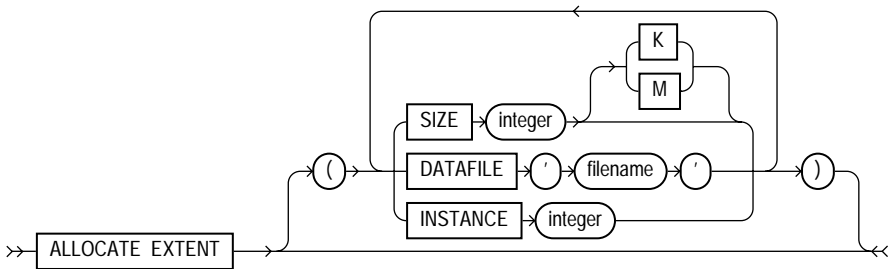 K
M
SIZE integer
( DATAFILE ' filename ' )
INSTANCE integer
ALLOCATE EXTENT